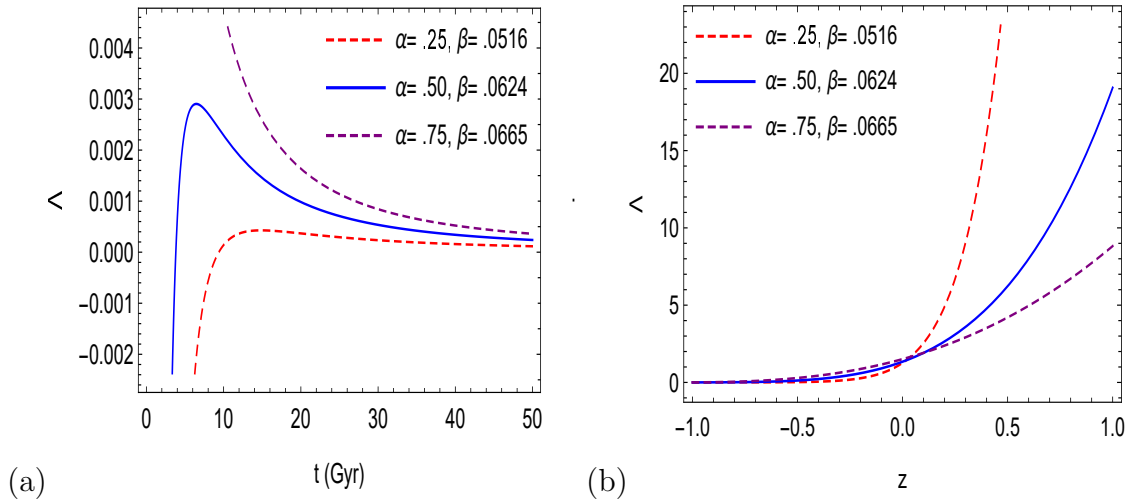 0.004
0.003
0.002
0.001
0.000
−0.001
−0.002
Λ
α= .25, β= .0516
α= .50, β= .0624
α= .75, β= .0665
0 10 20 30 40 50
t (Gyr)
(a)
20
15
10
5
0
Λ
α= .25, β= .0516
α= .50, β= .0624
α= .75, β= .0665
−1.0 −0.5 0.0 0.5 1.0
z
(b)